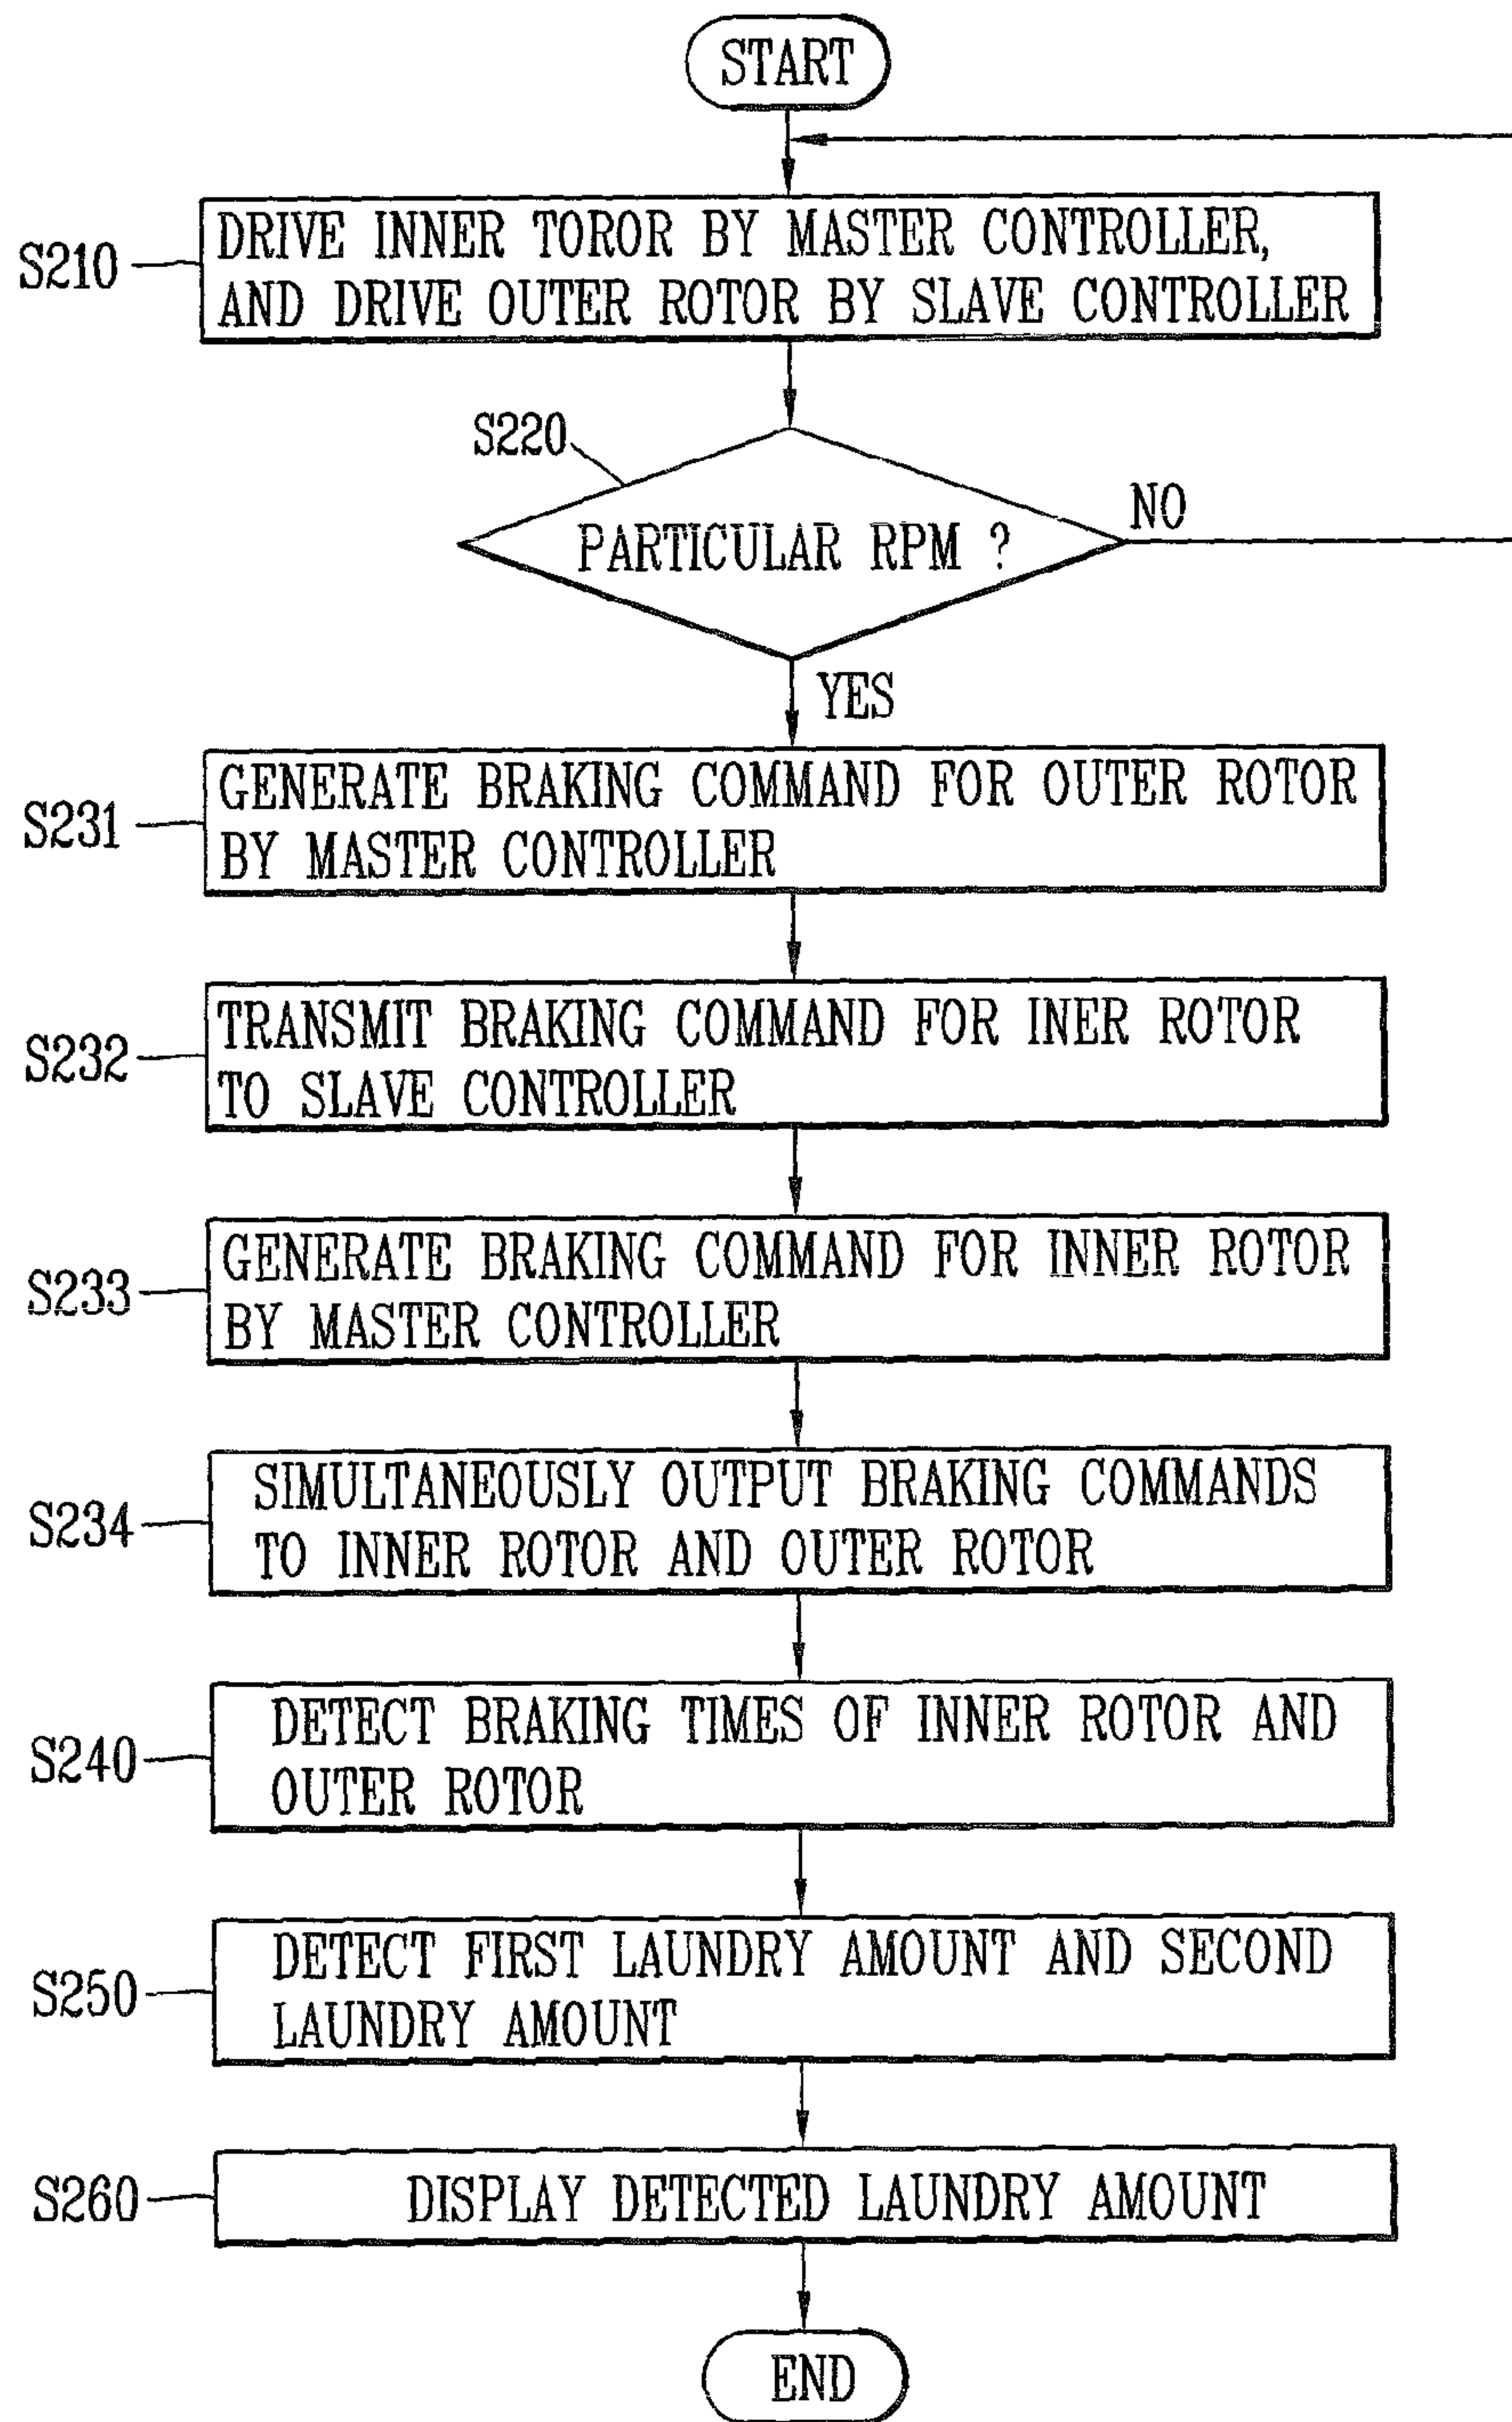 START
S210
DRIVE INNER TOROR BY MASTER CONTROLLER,
AND DRIVE OUTER ROTOR BY SLAVE CONTROLLER
S220
PARTICULAR RPM ?
NO
YES
S231
GENERATE BRAKING COMMAND FOR OUTER ROTOR
BY MASTER CONTROLLER
S232
TRANSMIT BRAKING COMMAND FOR INER ROTOR
TO SLAVE CONTROLLER
S233
GENERATE BRAKING COMMAND FOR INNER ROTOR
BY MASTER CONTROLLER
S234
SIMULTANEOUSLY OUTPUT BRAKING COMMANDS
TO INNER ROTOR AND OUTER ROTOR
S240
DETECT BRAKING TIMES OF INNER ROTOR AND
OUTER ROTOR
S250
DETECT FIRST LAUNDRY AMOUNT AND SECOND
LAUNDRY AMOUNT
S260
DISPLAY DETECTED LAUNDRY AMOUNT
END